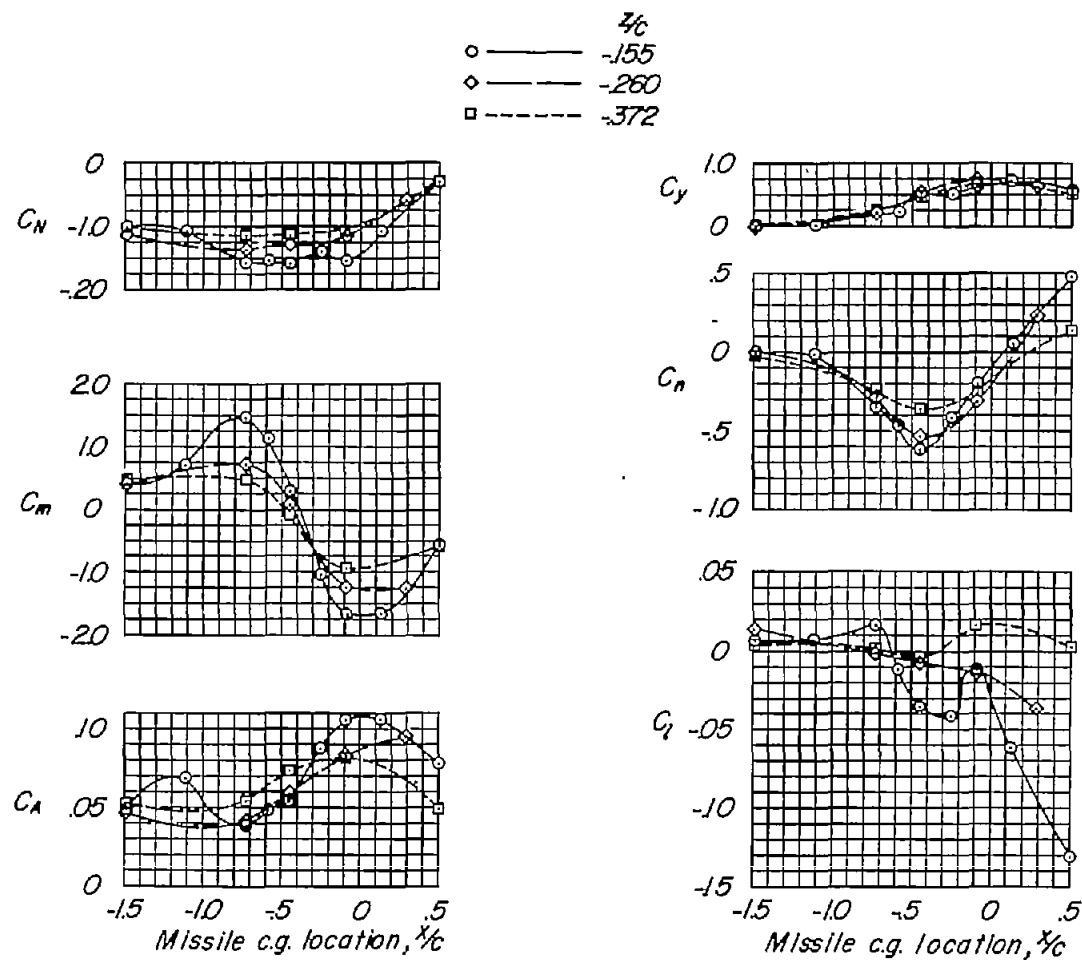 z/c
-.155
-.260
-.372
0
C_N -1.0
-.20
2.0
1.0
C_m 0
-1.0
-2.0
.10
C_A .05
0
-1.5 -1.0 -.5 0 .5
Missile c.g. location, x/c
1.0
C_y
0
.5
C_n 0
-.5
-1.0
.05
0
C_l -.05
-.10
-.15
-1.5 -1.0 -.5 0 .5
Missile c.g. location, x/c